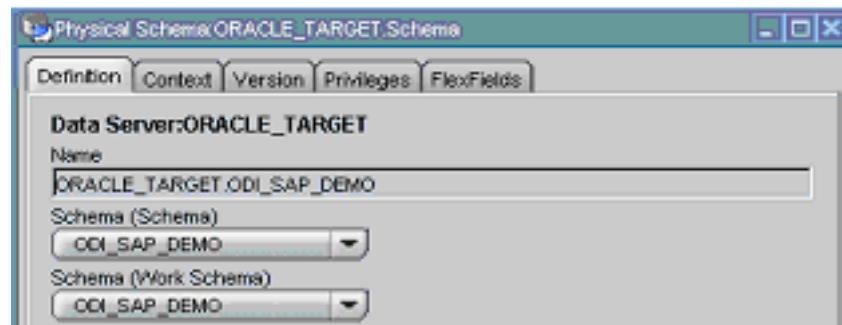 Physical Schema:ORACLE_TARGET.Schema
Definition Context Version Privileges FlexFields
Data Server:ORACLE_TARGET
Name
ORACLE_TARGET.ODI_SAP_DEMO
Schema (Schema)
ODI_SAP_DEMO
Schema (Work Schema)
ODI_SAP_DEMO